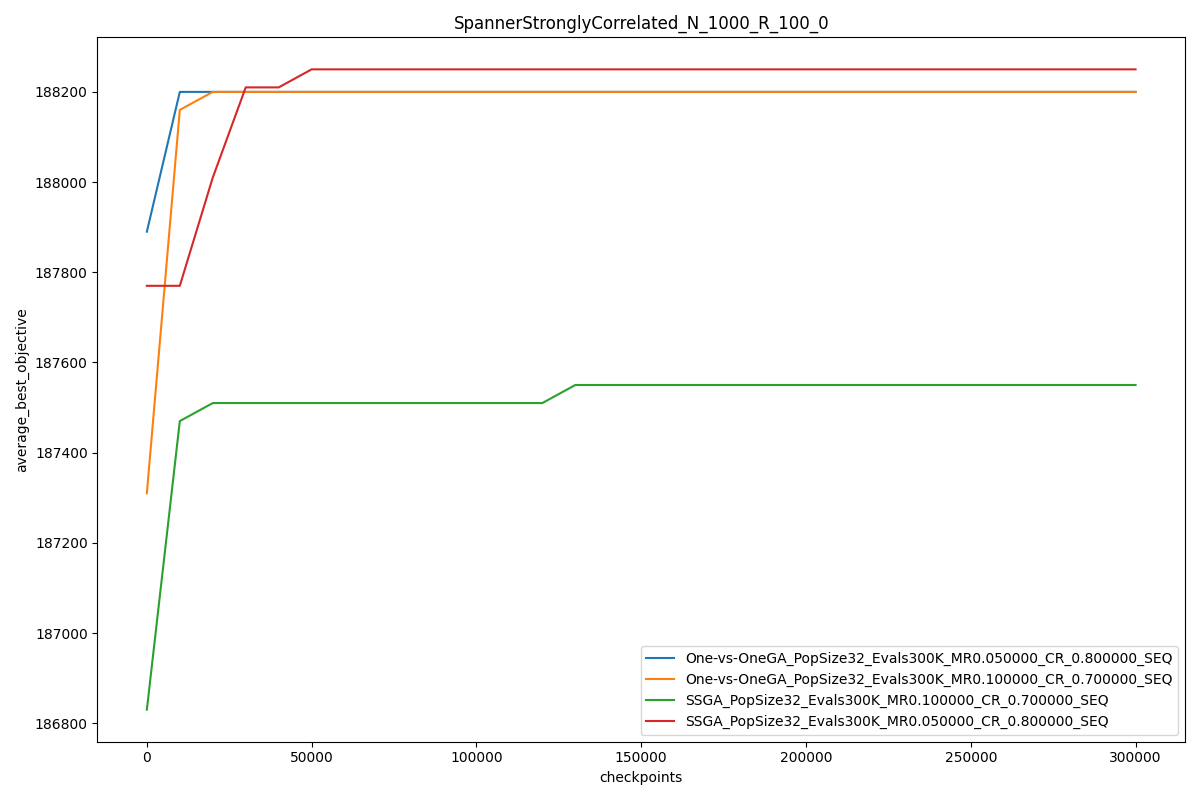 SpannerStronglyCorrelated_N_1000_R_100_0
average_best_objective
188200
188000
187800
187600
187400
187200
187000
186800
0
50000
100000
150000
200000
250000
300000
checkpoints
One-vs-OneGA_PopSize32_Evals300K_MR0.050000_CR_0.800000_SEQ
One-vs-OneGA_PopSize32_Evals300K_MR0.100000_CR_0.700000_SEQ
SSGA_PopSize32_Evals300K_MR0.100000_CR_0.700000_SEQ
SSGA_PopSize32_Evals300K_MR0.050000_CR_0.800000_SEQ